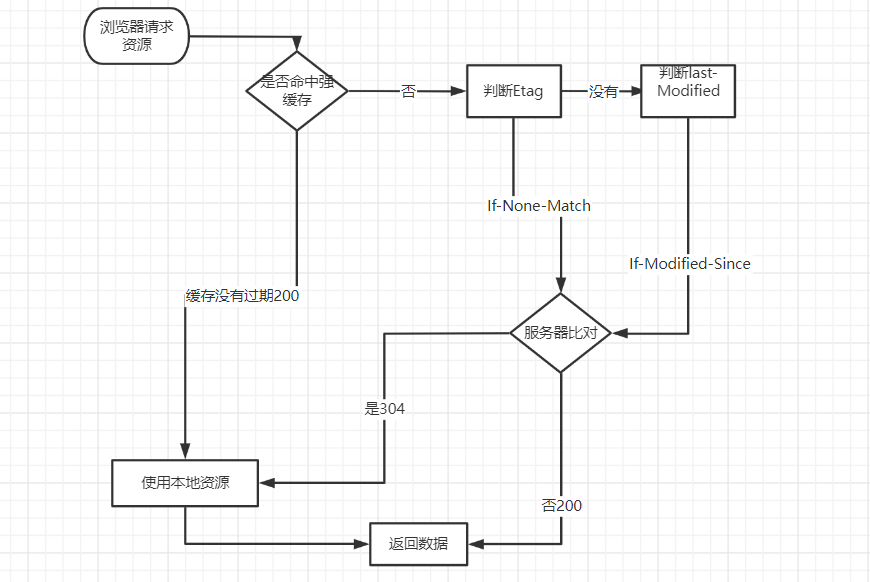 浏览器请求
资源
是否命中强
缓存
否
判断Etag
没有
判断last-
Modified
If-None-Match
If-Modified-Since
缓存没有过期200
服务器比对
是304
使用本地资源
否200
返回数据